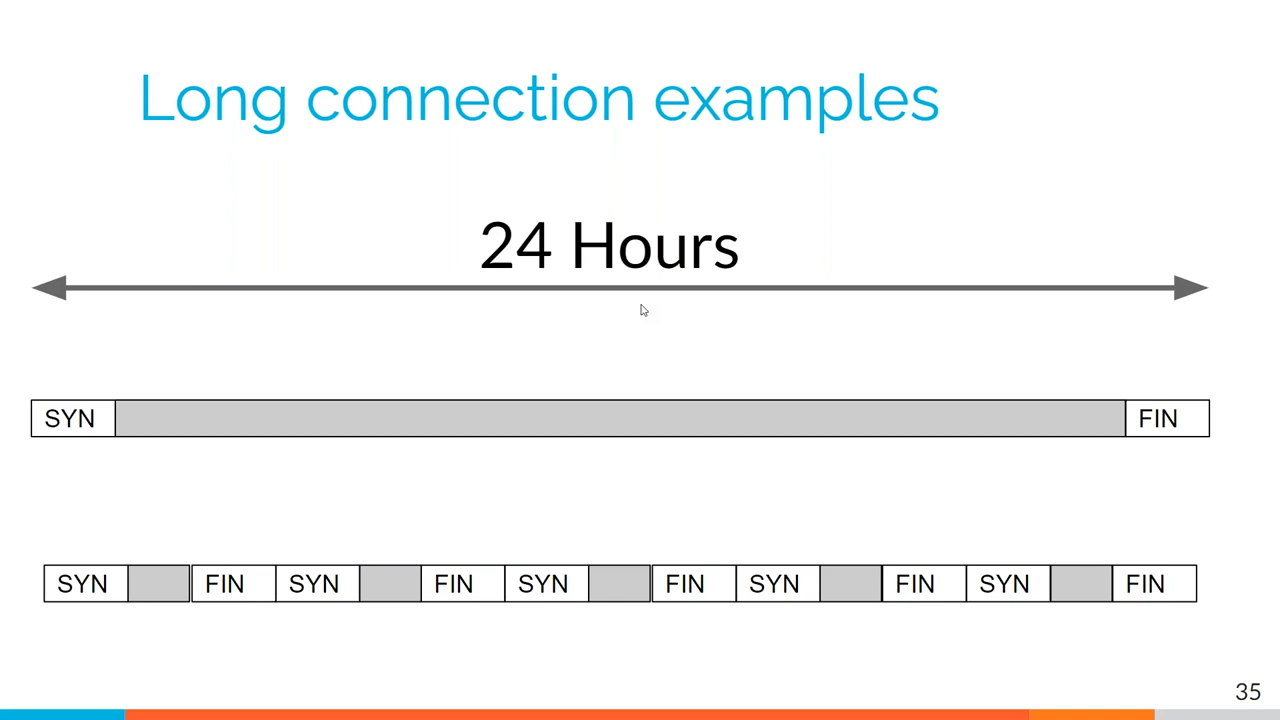 Long connection examples
24 Hours
SYN FIN
SYN FIN SYN FIN SYN FIN SYN FIN SYN FIN
35